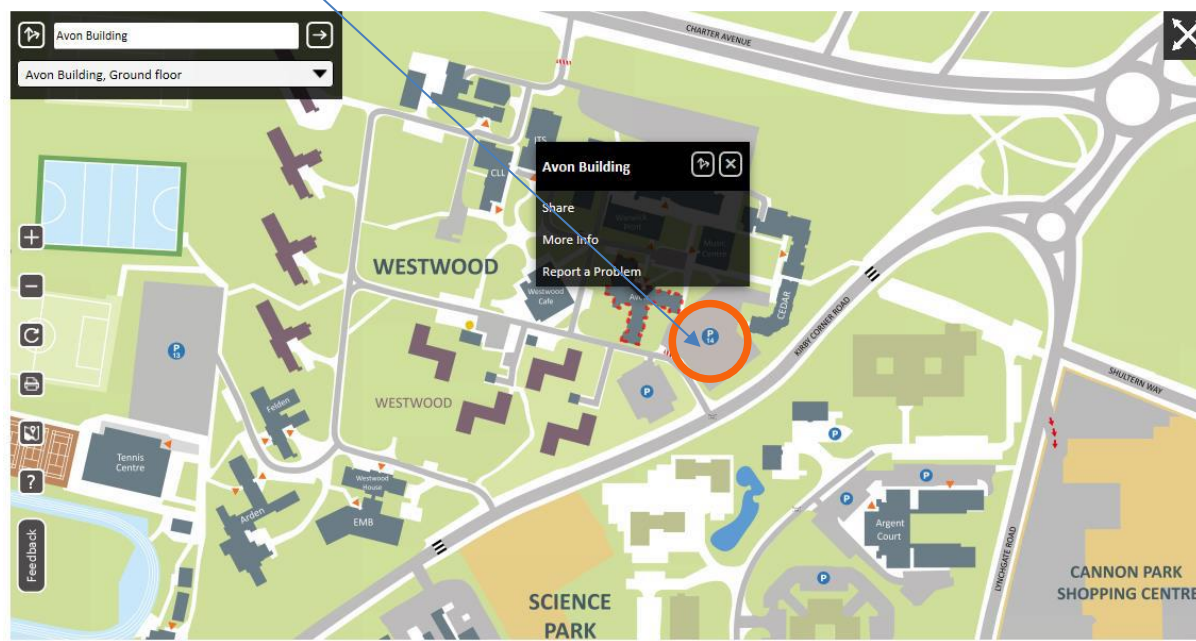 Avon Building
Avon Building, Ground floor
CHARTER AVENUE
ITS
CLL
Avon Building
Share
More Info
Report a Problem
Warwick
Print
WESTWOOD
Westwood
Cafe
CEDAR
KIRBY CORNER ROAD
P
14
P
13
P
SHULTERN WAY
WESTWOOD
Felden
Tennis
Centre
P
Westwood
House
P
P
Arden
EMB
Argent
Court
LYNCHGATE ROAD
Feedback
P
CANNON PARK
SHOPPING CENTRE
SCIENCE
PARK
?